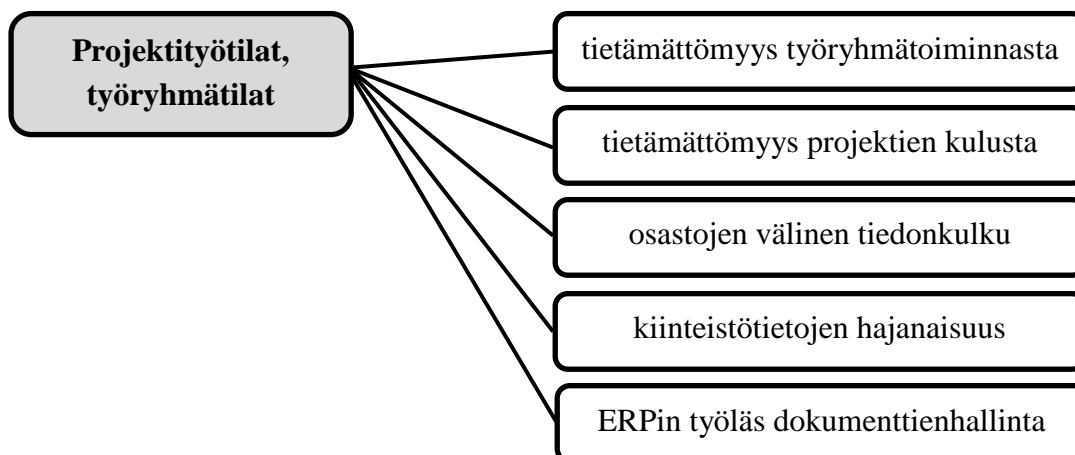 Projektityötilat,
työryhmätilat
tietämättömyys työryhmätoiminnasta
tietämättömyys projektien kulusta
osastojen välinen tiedonkulku
kiinteistötietojen hajanaisuus
ERPin työläs dokumenttienhallinta